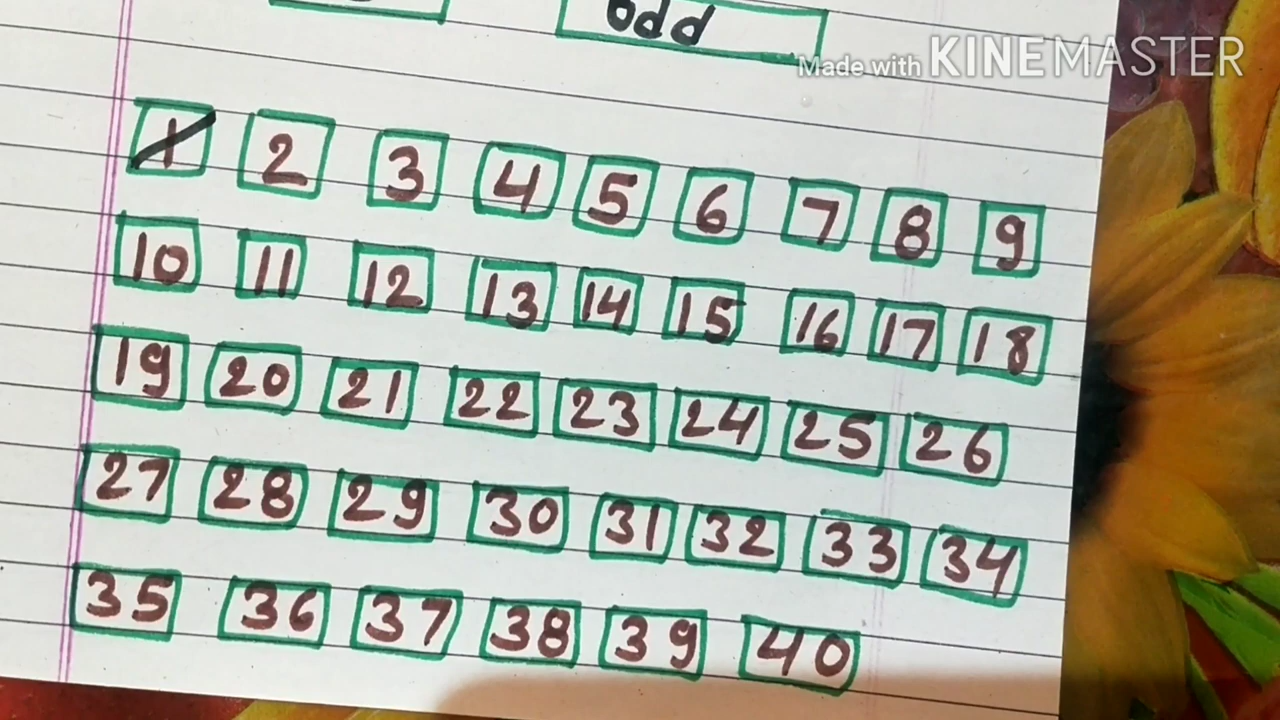 odd
Made with KINEMASTER
1 2 3 4 5 6 7 8 9
10 11 12 13 14 15 16 17 18
19 20 21 22 23 24 25 26
27 28 29 30 31 32 33 34
35 36 37 38 39 40